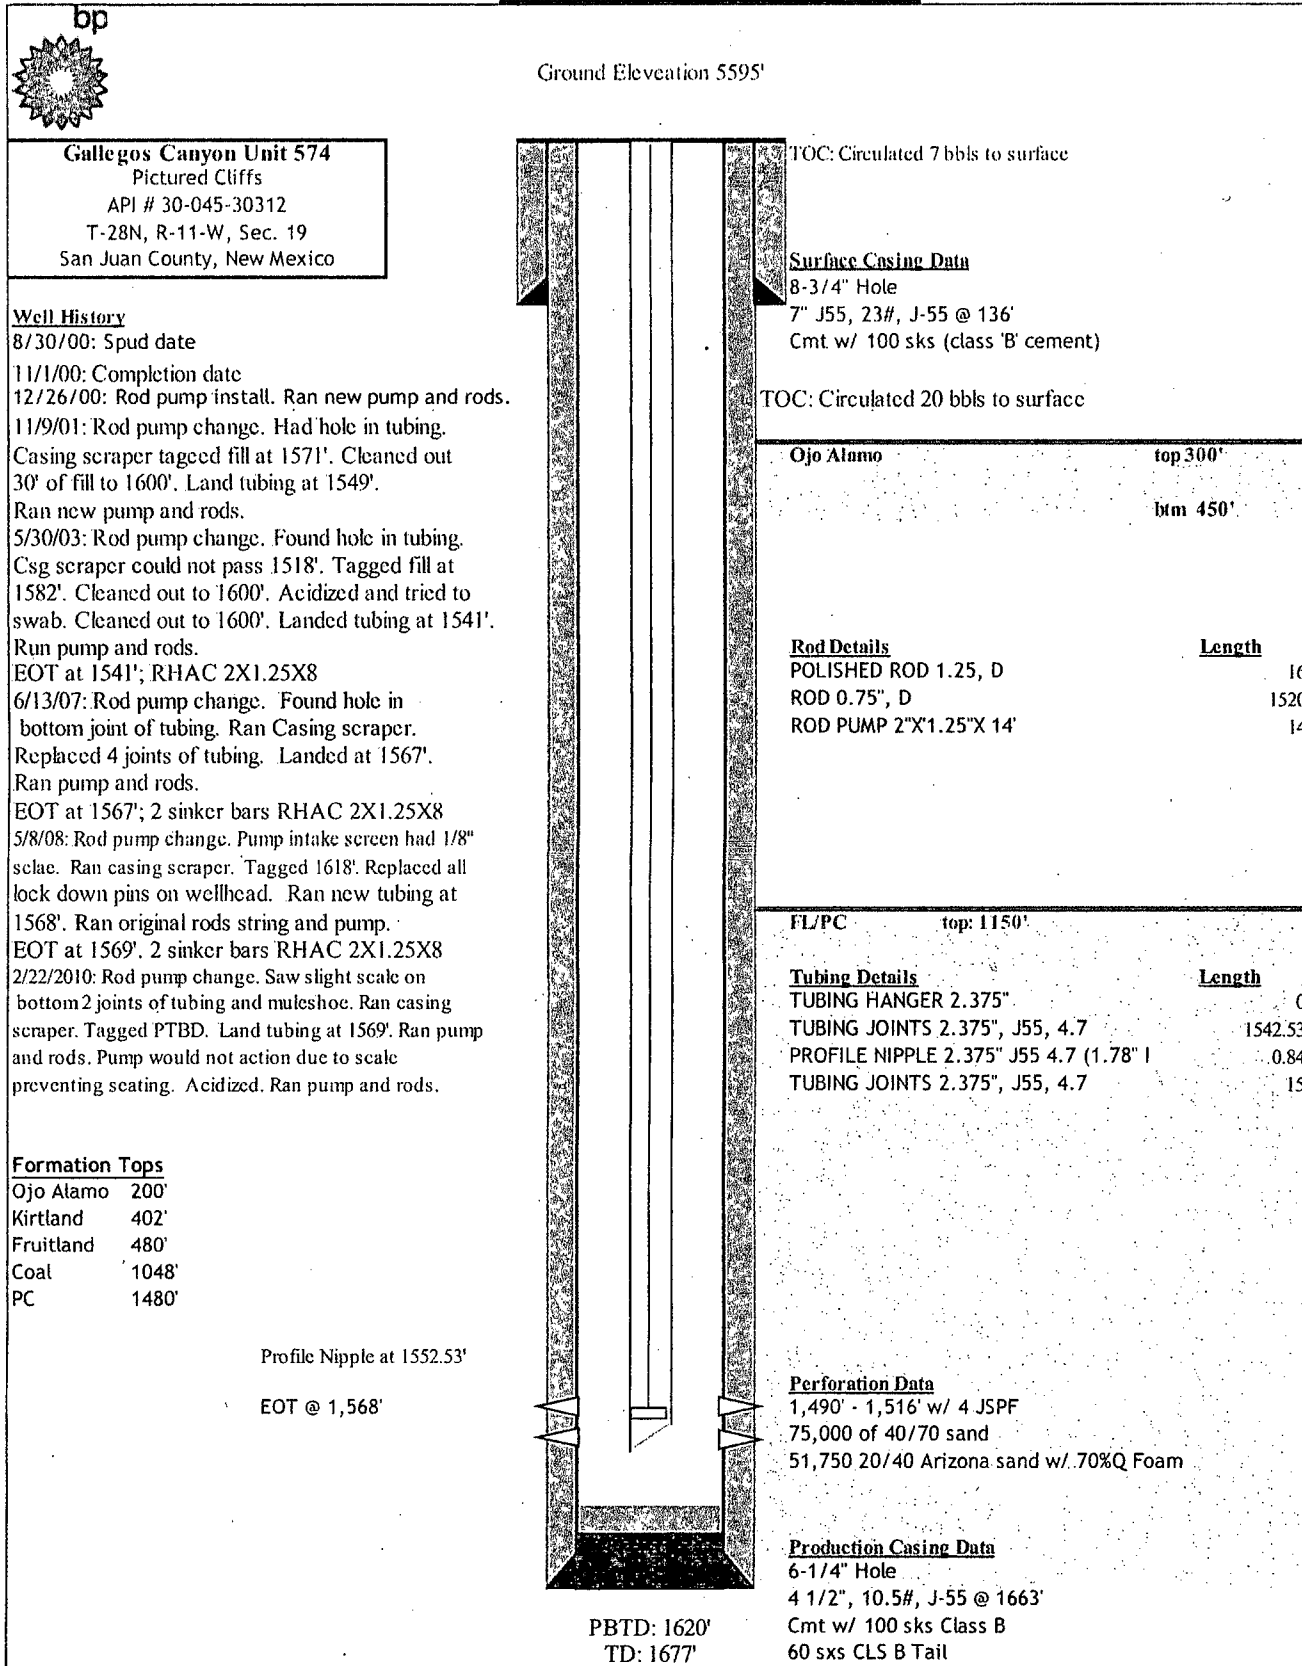 bp
Ground Eleveation 5595'
Gallegos Canyon Unit 574
Pictured Cliffs
API # 30-045-30312
T-28N, R-11-W, Sec. 19
San Juan County, New Mexico
Well History
8/30/00: Spud date
11/1/00: Completion date
12/26/00: Rod pump install. Ran new pump and rods.
11/9/01: Rod pump change. Had hole in tubing.
Casing scraper tageed fill at 1571'. Cleaned out
30' of fill to 1600'. Land tubing at 1549'.
Ran new pump and rods.
5/30/03: Rod pump change. Found hole in tubing.
Csg scraper could not pass 1518'. Tagged fill at
1582'. Cleaned out to 1600'. Acidized and tried to
swab. Cleaned out to 1600'. Landed tubing at 1541'.
Run pump and rods.
EOT at 1541'; RHAC 2X1.25X8
6/13/07: Rod pump change. Found hole in
bottom joint of tubing. Ran Casing scraper.
Replaced 4 joints of tubing. Landed at 1567'.
Ran pump and rods.
EOT at 1567'; 2 sinker bars RHAC 2X1.25X8
5/8/08: Rod pump change. Pump intake screen had 1/8"
sclae. Ran casing scraper. Tagged 1618'. Replaced all
lock down pins on wellhead. Ran new tubing at
1568'. Ran original rods string and pump.
EOT at 1569'. 2 sinker bars RHAC 2X1.25X8
2/22/2010: Rod pump change. Saw slight scale on
bottom 2 joints of tubing and muleshoe. Ran casing
scraper. Tagged PTBD. Land tubing at 1569'. Ran pump
and rods. Pump would not action due to scale
preventing seating. Acidized. Ran pump and rods.
Formation Tops
Ojo Alamo 200'
Kirtland 402'
Fruitland 480'
Coal 1048'
PC 1480'
Profile Nipple at 1552.53'
EOT @ 1,568'
TOC: Circulated 7 bbls to surface
Surface Casing Data
8-3/4" Hole
7" J55, 23#, J-55 @ 136'
Cmt w/ 100 sks (class 'B' cement)
TOC: Circulated 20 bbls to surface
Ojo Alamo top 300'
btm 450'
Rod Details Length
POLISHED ROD 1.25, D 16
ROD 0.75", D 1520
ROD PUMP 2"X1.25"X 14' 14
FL/PC top: 1150'
Tubing Details Length
TUBING HANGER 2.375" 0
TUBING JOINTS 2.375", J55, 4.7 1542.53
PROFILE NIPPLE 2.375" J55 4.7 (1.78" I 0.84
TUBING JOINTS 2.375", J55, 4.7 15
Perforation Data
1,490' - 1,516' w/ 4 JSPF
75,000 of 40/70 sand
51,750 20/40 Arizona sand w/ 70%Q Foam
Production Casing Data
6-1/4" Hole
4 1/2", 10.5#, J-55 @ 1663'
Cmt w/ 100 sks Class B
60 sxs CLS B Tail
PBTD: 1620'
TD: 1677'